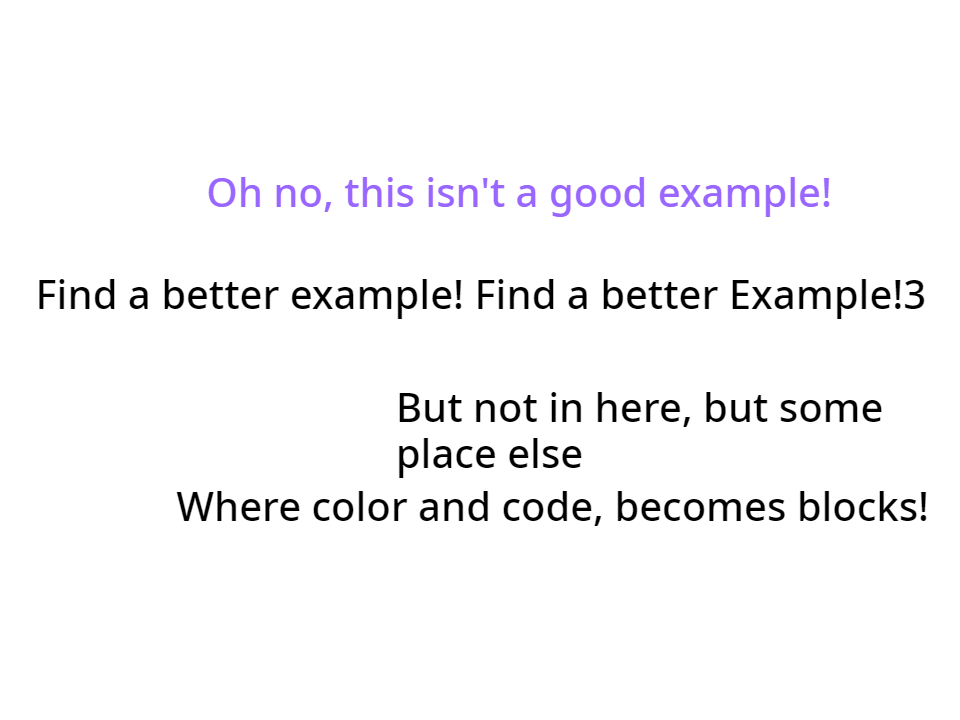 Oh no, this isn't a good example!
Find a better example! Find a better Example!3
But not in here, but some
place else
Where color and code, becomes blocks!